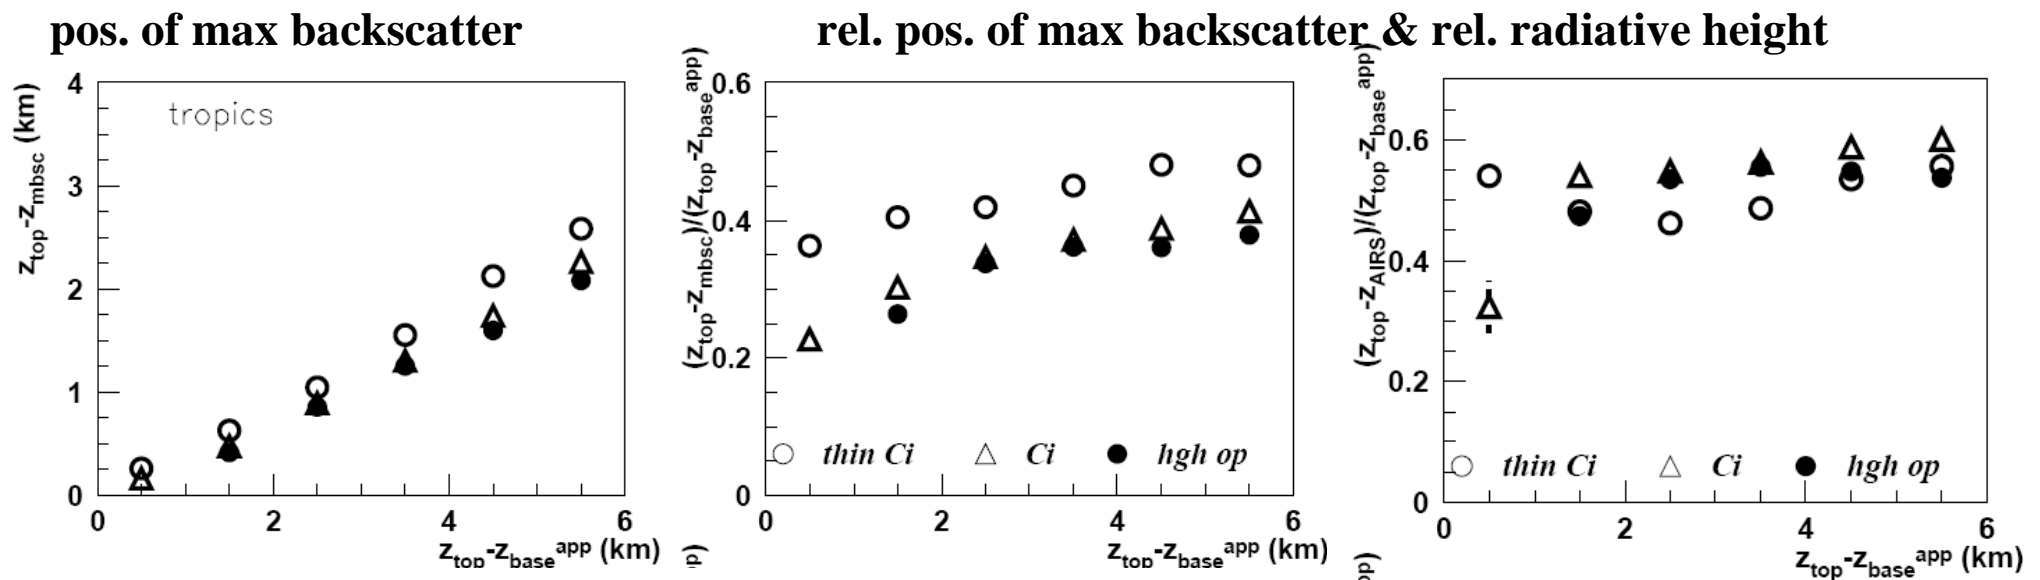 pos. of max backscatter
rel. pos. of max backscatter & rel. radiative height
tropics
z_top-z_mbsc (km)
4
3
2
1
0
0 2 4 6
z_top-z_base^app (km)
(z_top-z_mbsc)/(z_top-z_base^app)
0.6
0.4
0.2
0
thin Ci Ci hgh op
0 2 4 6
z_top-z_base^app (km)
(z_top-z_AIRS)/(z_top-z_base^app)
0.6
0.4
0.2
0
thin Ci Ci hgh op
0 2 4 6
z_top-z_base^app (km)